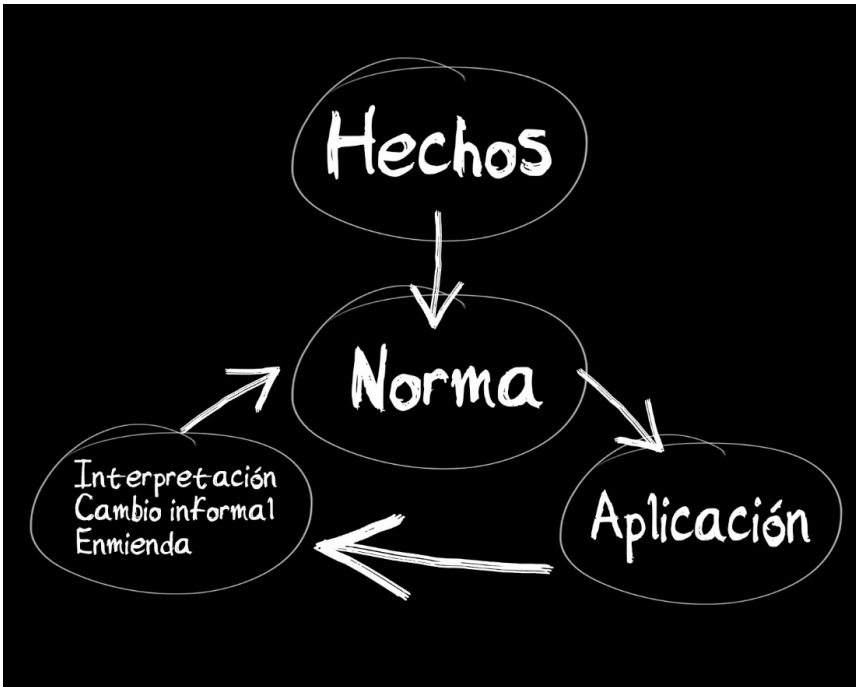 Hechos
Norma
Interpretación
Cambio informal
Enmienda
Aplicación